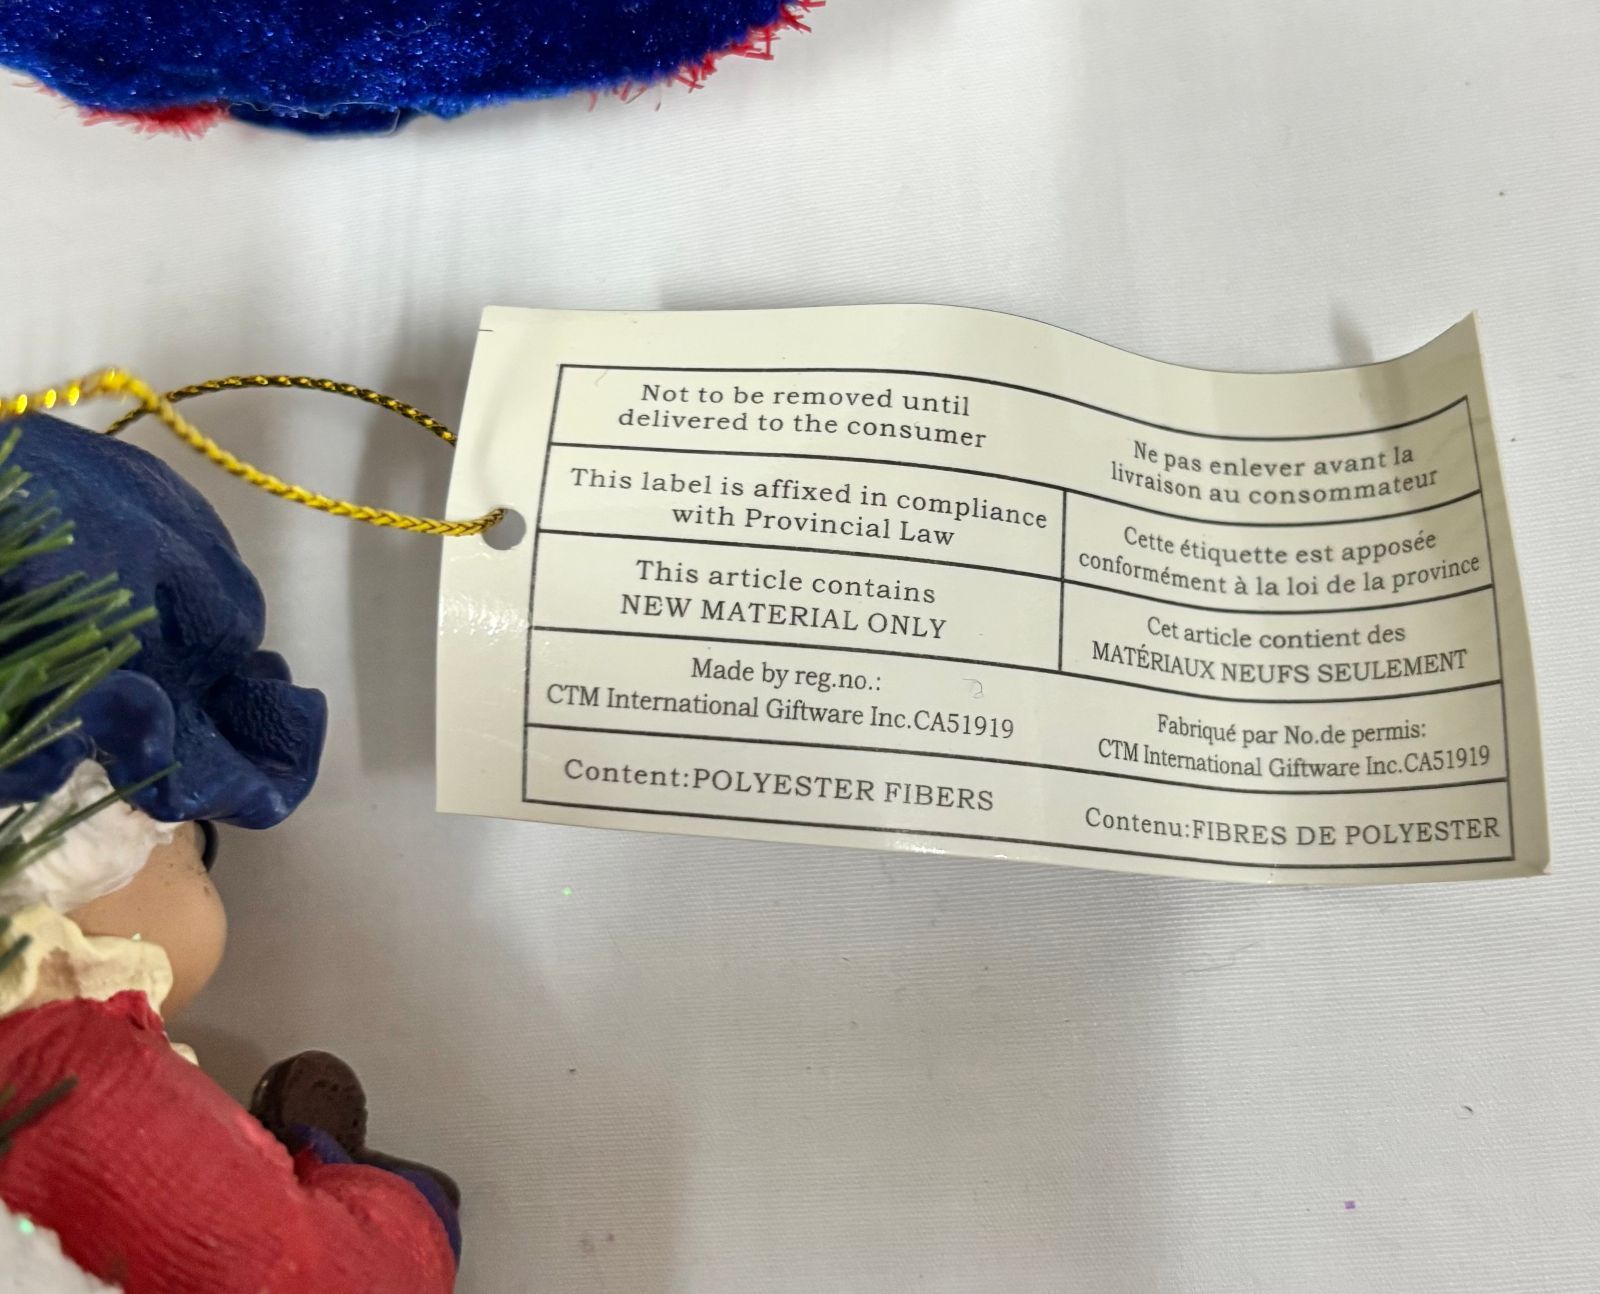 Not to be removed until
delivered to the consumer
Ne pas enlever avant la
livraison au consommateur
This label is affixed in compliance
with Provincial Law
Cette étiquette est apposée
conformément à la loi de la province
This article contains
NEW MATERIAL ONLY
Cet article contient des
MATÉRIAUX NEUFS SEULEMENT
Made by reg.no.:
CTM International Giftware Inc.CA51919
Fabriqué par No.de permis:
CTM International Giftware Inc.CA51919
Content:POLYESTER FIBERS
Contenu:FIBRES DE POLYESTER